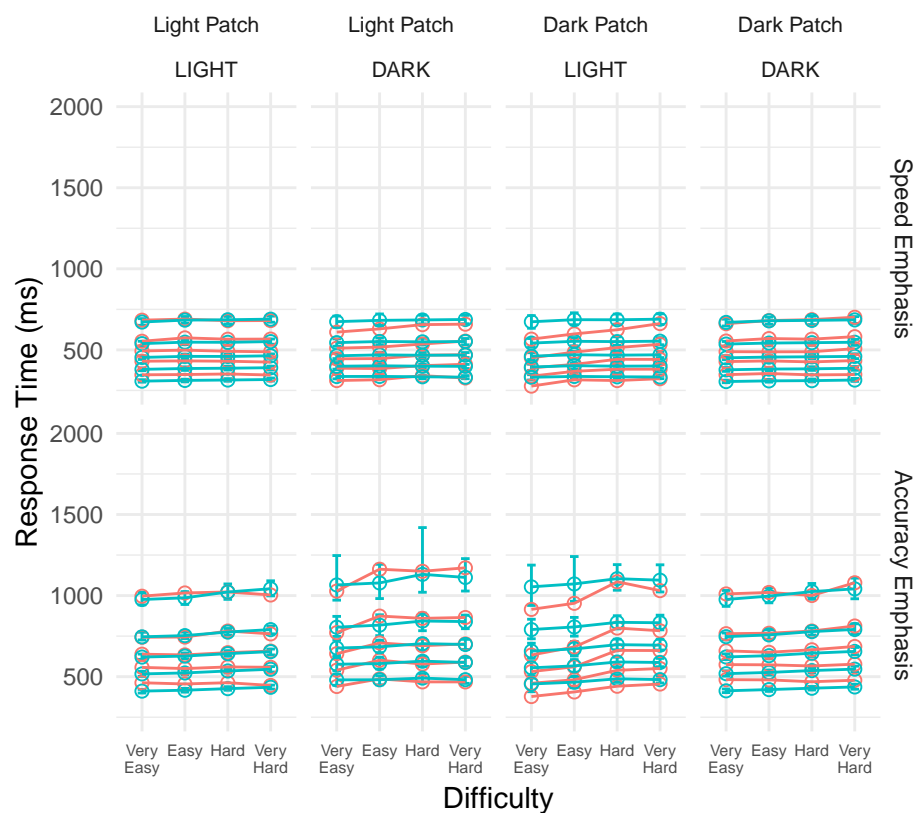 Light Patch Light Patch Dark Patch Dark Patch
LIGHT DARK LIGHT DARK
2000
1500
1000
500
Speed Emphasis
2000
1500
1000
500
Accuracy Emphasis
Response Time (ms)
Very Easy Hard Very Very Easy Hard Very Very Easy Hard Very Very Easy Hard Very
Easy Hard Easy Hard Easy Hard Easy Hard
Difficulty